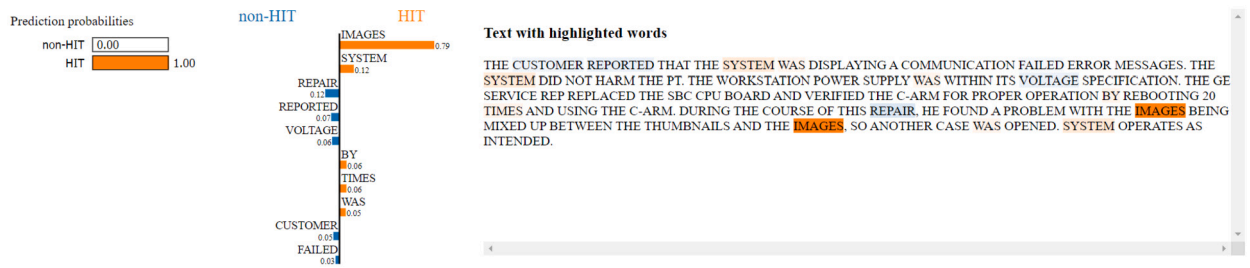 Prediction probabilities
non-HIT 0.00
HIT 1.00
non-HIT HIT
IMAGES
0.79
SYSTEM
0.12
REPAIR
0.12
REPORTED
0.07
VOLTAGE
0.06
BY
0.06
TIMES
0.06
WAS
0.05
CUSTOMER
0.05
FAILED
0.03
Text with highlighted words
THE CUSTOMER REPORTED THAT THE SYSTEM WAS DISPLAYING A COMMUNICATION FAILED ERROR MESSAGES. THE
SYSTEM DID NOT HARM THE PT. THE WORKSTATION POWER SUPPLY WAS WITHIN ITS VOLTAGE SPECIFICATION. THE GE
SERVICE REP REPLACED THE SBC CPU BOARD AND VERIFIED THE C-ARM FOR PROPER OPERATION BY REBOOTING 20
TIMES AND USING THE C-ARM. DURING THE COURSE OF THIS REPAIR, HE FOUND A PROBLEM WITH THE IMAGES BEING
MIXED UP BETWEEN THE THUMBNAILS AND THE IMAGES, SO ANOTHER CASE WAS OPENED. SYSTEM OPERATES AS
INTENDED.